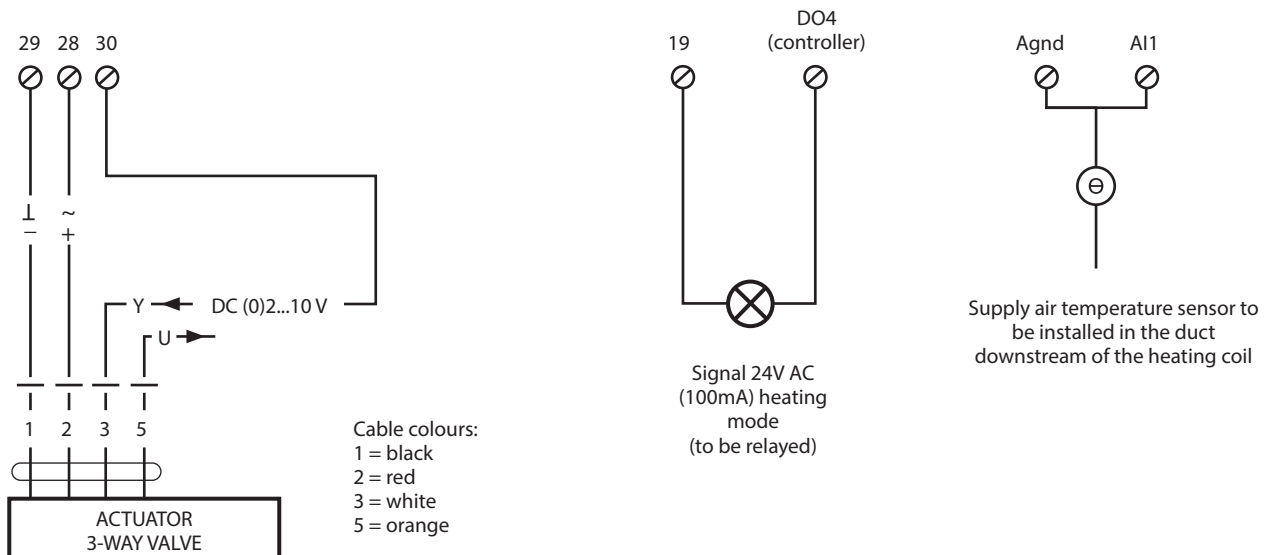 29 28 30
⊥ ~
– +
Y DC (0)2...10 V
U
1 2 3 5
ACTUATOR
3-WAY VALVE
Cable colours:
1 = black
2 = red
3 = white
5 = orange
19
DO4
(controller)
Signal 24V AC
(100mA) heating
mode
(to be relayed)
Agnd AI1
Θ
Supply air temperature sensor to
be installed in the duct
downstream of the heating coil